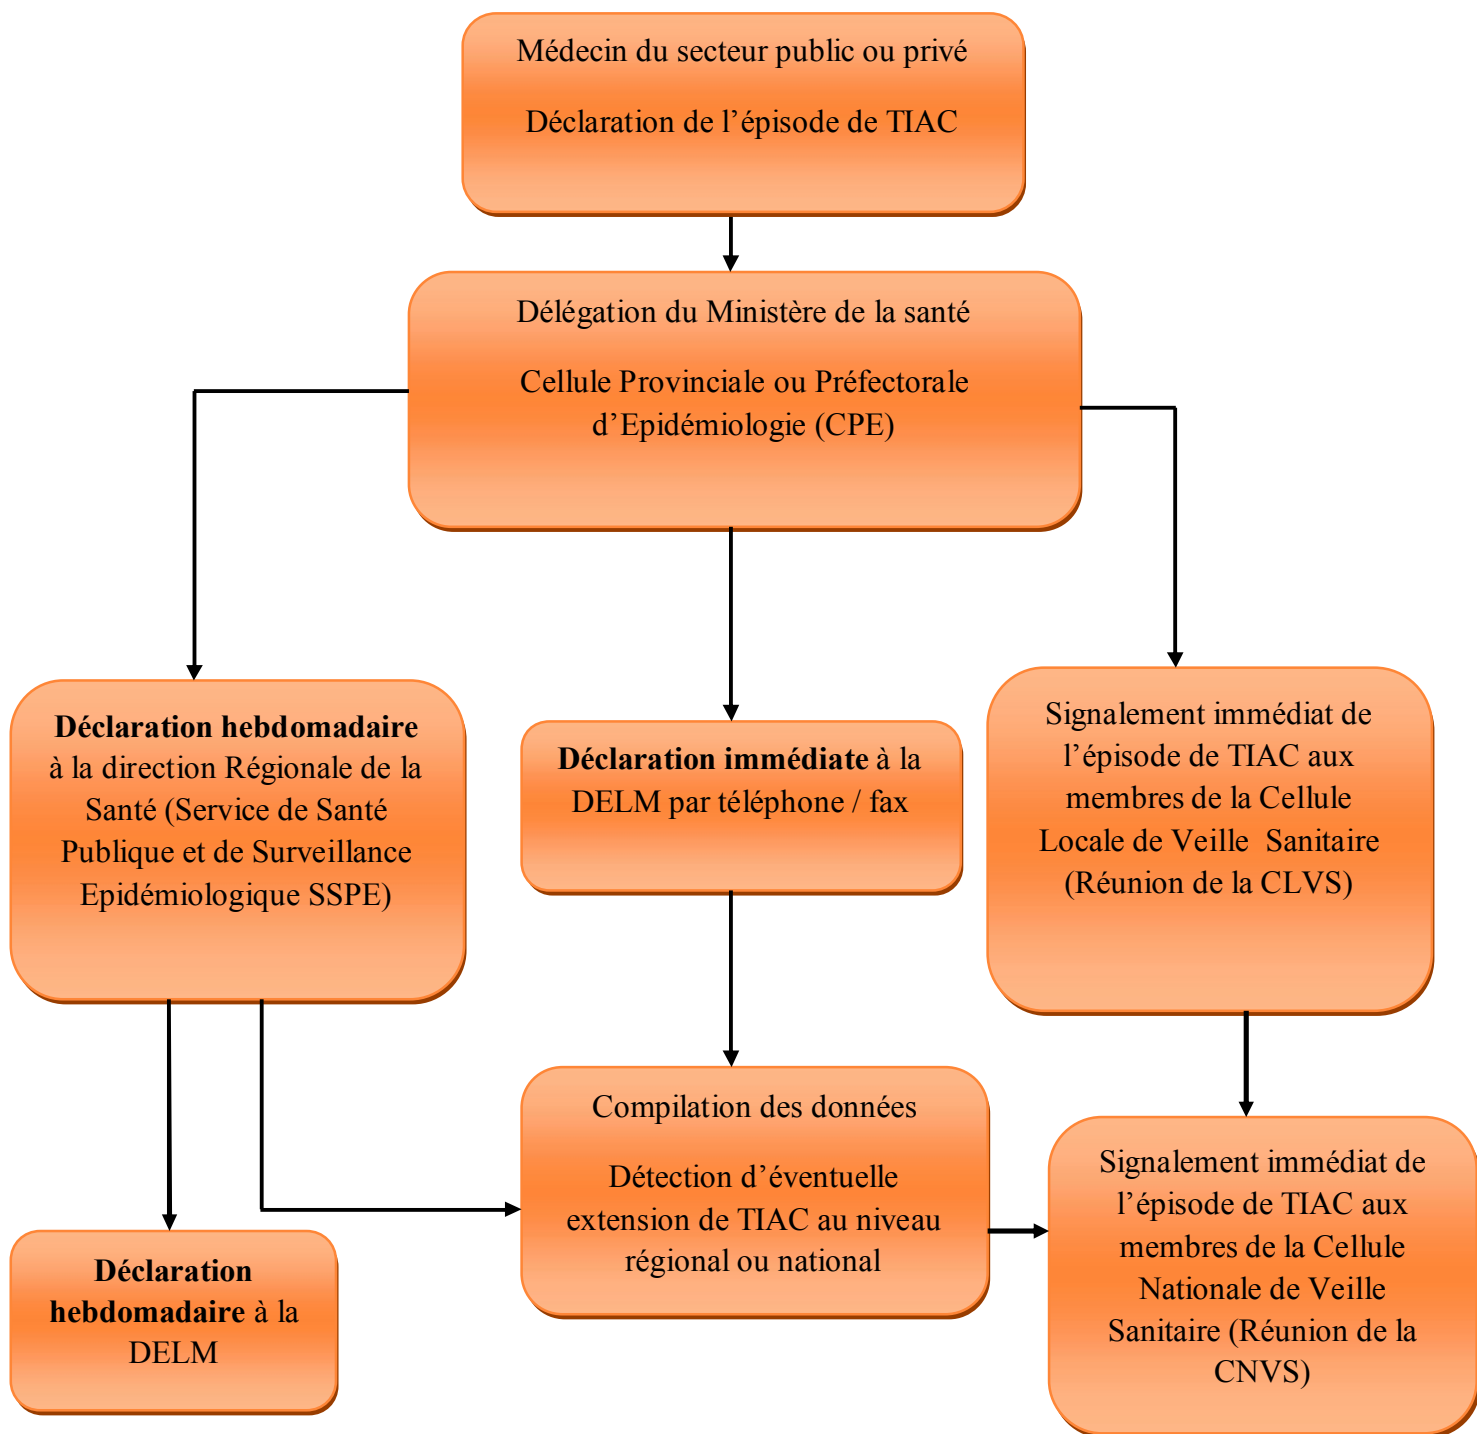 Médecin du secteur public ou privé
Déclaration de l’épisode de TIAC
Délégation du Ministère de la santé
Cellule Provinciale ou Préfectorale
d’Epidémiologie (CPE)
Déclaration hebdomadaire
à la direction Régionale de la
Santé (Service de Santé
Publique et de Surveillance
Epidémiologique SSPE)
Déclaration immédiate à la
DELM par téléphone / fax
Signalement immédiat de
l’épisode de TIAC aux
membres de la Cellule
Locale de Veille Sanitaire
(Réunion de la CLVS)
Déclaration
hebdomadaire à la
DELM
Compilation des données
Détection d’éventuelle
extension de TIAC au niveau
régional ou national
Signalement immédiat de
l’épisode de TIAC aux
membres de la Cellule
Nationale de Veille
Sanitaire (Réunion de la
CNVS)